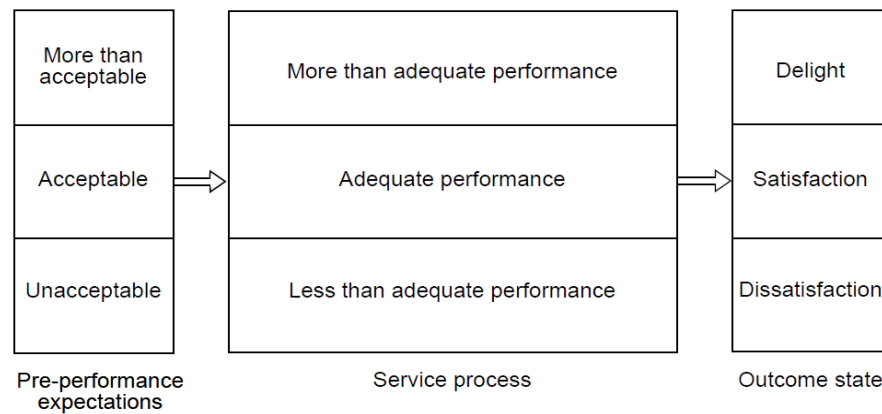 More than
acceptable
More than adequate performance
Delight
Acceptable
Adequate performance
Satisfaction
Unacceptable
Less than adequate performance
Dissatisfaction
Pre-performance
expectations
Service process
Outcome state